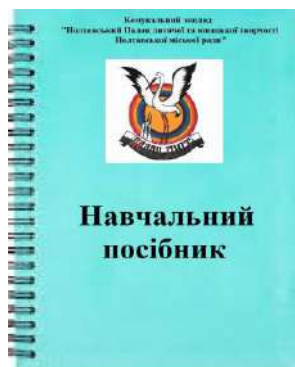 Комунальний заклад
"Полтавський Палац дитячої та юнацької творчості
Полтавської міської ради"
Навчальний
посібник